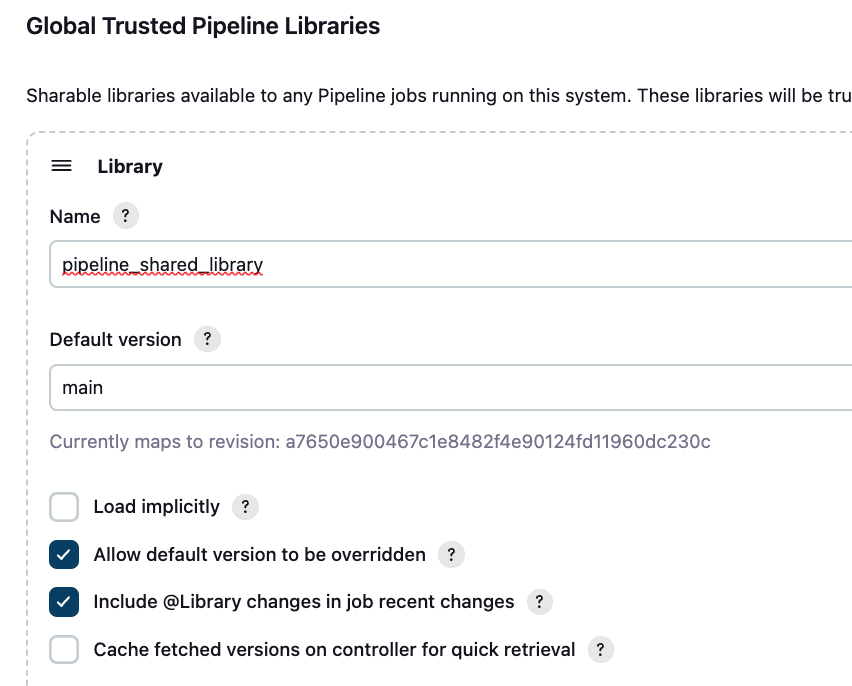 Global Trusted Pipeline Libraries
Sharable libraries available to any Pipeline jobs running on this system. These libraries will be tru
Library
Name ?
pipeline_shared_library
Default version ?
main
Currently maps to revision: a7650e900467c1e8482f4e90124fd11960dc230c
Load implicitly ?
Allow default version to be overridden ?
Include @Library changes in job recent changes ?
Cache fetched versions on controller for quick retrieval ?